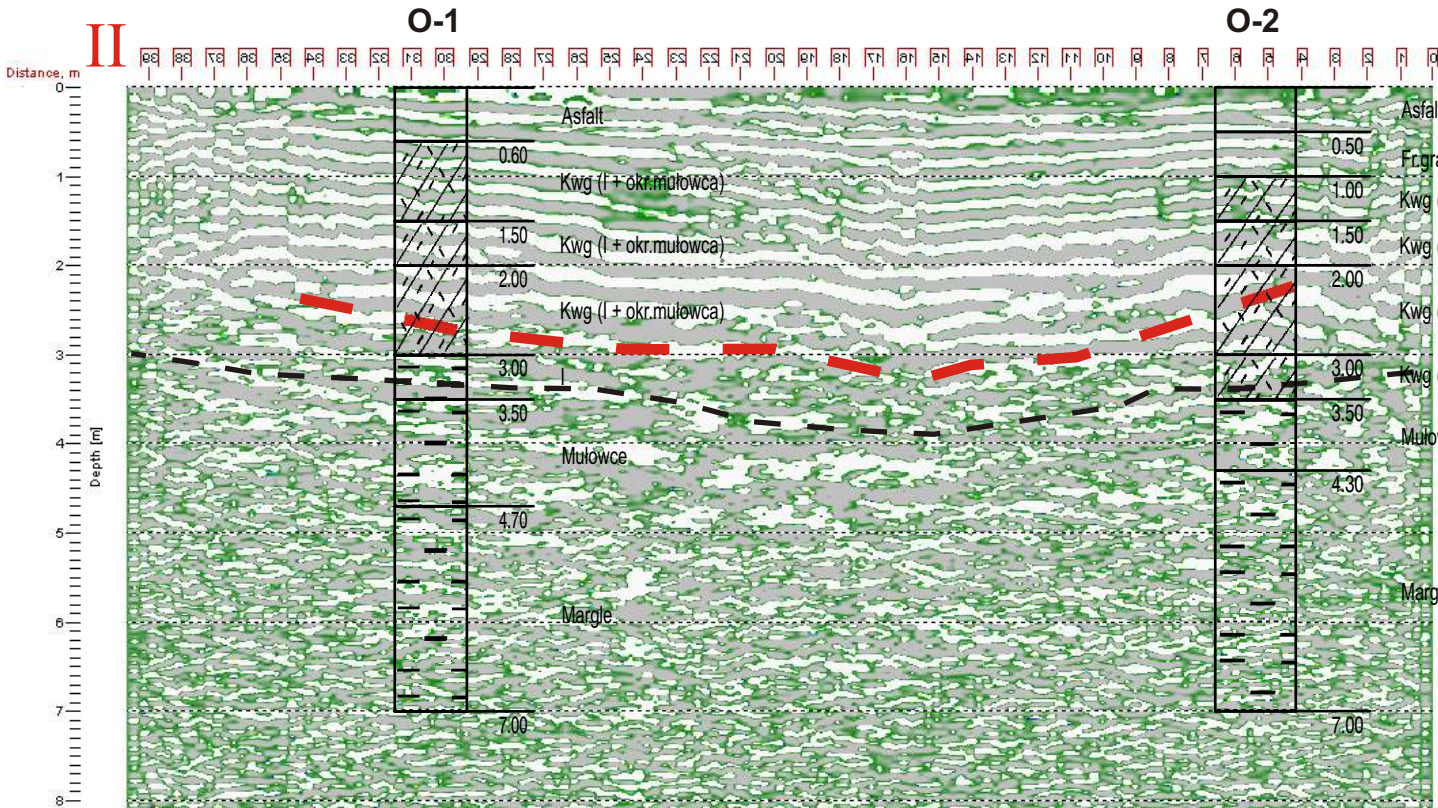 O-1
O-2
II
39 38 37 36 35 34 33 32 31 30 29 28 27 26 25 24 23 22 21 20 19 18 17 16 15 14 13 12 11 10 9 8 7 6 5 4 3 2 1 0
Distance, m
0
Asfalt
Asfal
0.60
0.50
Fr.gra
1
Kwg (I + okr.mułowca)
1.00
Kwg (
1.50
1.50
Kwg (I + okr.mułowca)
Kwg (
2
2.00
2.00
Kwg (I + okr.mułowca)
Kwg (
3
3.00
I
3.00
Kwg (
3.50
3.50
4
Depth [m]
Mułowce
Muło
4.70
4.30
5
Margle
Marg
6
7
7.00
7.00
8